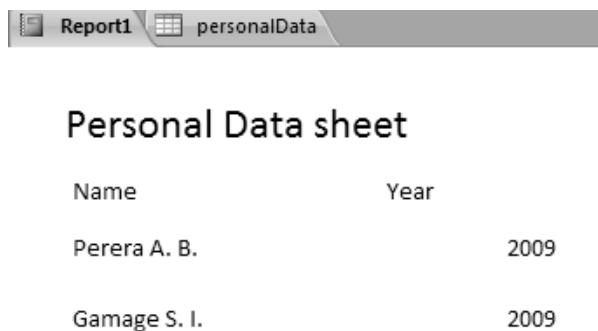 Report1 personalData
Personal Data sheet
Name Year
Perera A. B. 2009
Gamage S. I. 2009